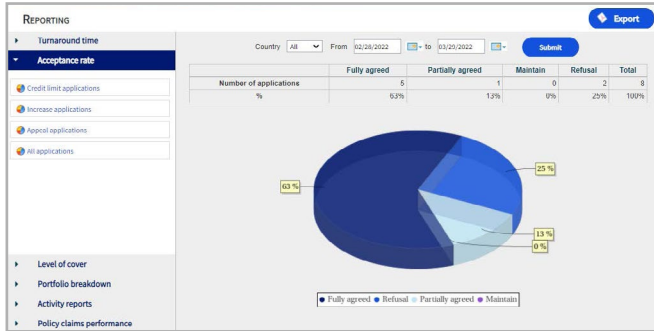 REPORTING
Export
Turnaround time
Acceptance rate
Credit limit applications
Increase applications
Appeal applications
All applications
Level of cover
Portfolio breakdown
Activity reports
Policy claims performance
Country All From 02/28/2022 to 03/29/2022 Submit
Fully agreed Partially agreed Maintain Refusal Total
Number of applications 5 1 0 2 8
% 63% 13% 0% 25% 100%
63 %
25 %
13 %
0 %
Fully agreed Refusal Partially agreed Maintain